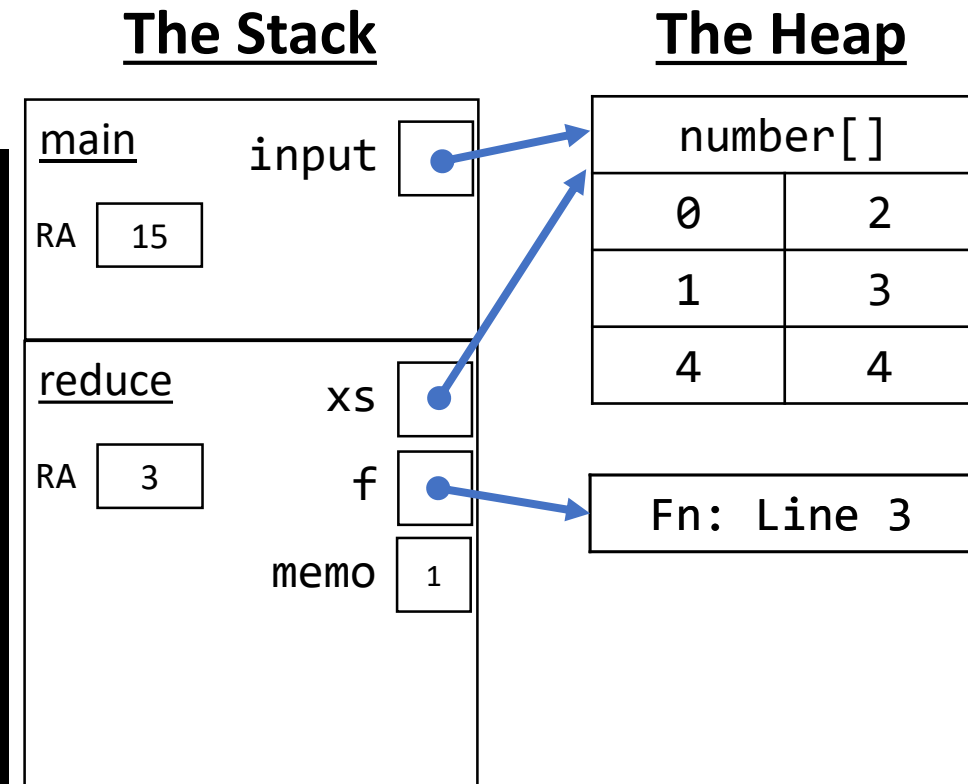 The Stack
The Heap
main
input
RA 15
number[]
0 2
1 3
4 4
reduce
xs
RA 3
f
memo 1
Fn: Line 3